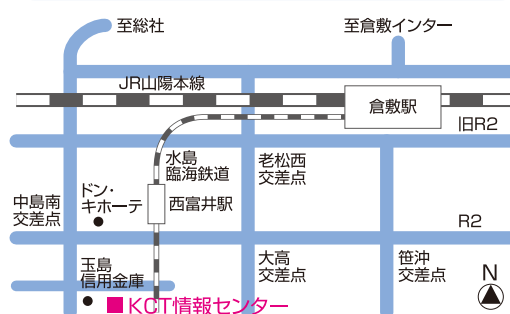 至総社
至倉敷インター
JR山陽本線
倉敷駅
旧R2
水島
臨海鉄道
老松西
交差点
ドン・
キホーテ
西富井駅
中島南
交差点
R2
玉島
信用金庫
大高
交差点
笹沖
交差点
N
KCT情報センター